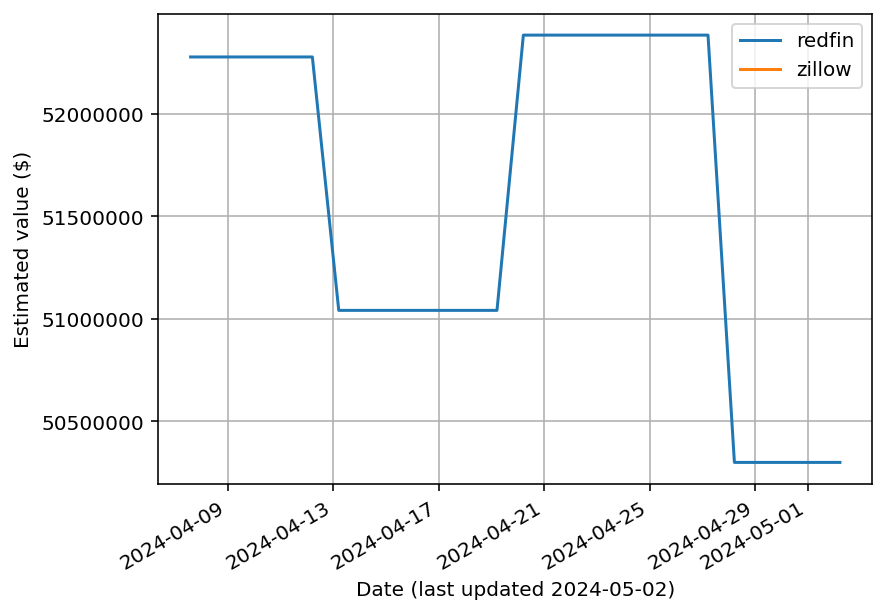 redfin
zillow
52000000
51500000
51000000
50500000
Estimated value ($)
2024-04-09
2024-04-13
2024-04-17
2024-04-21
2024-04-25
2024-04-29
2024-05-01
Date (last updated 2024-05-02)